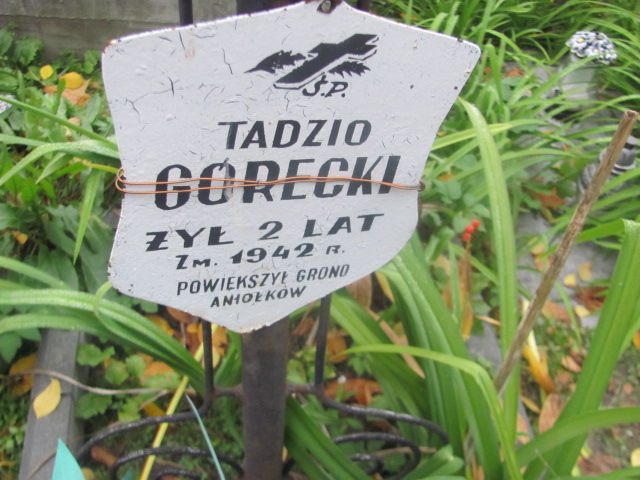 Ś.P.
TADZIO
GÓRECKI
ŻYŁ 2 LAT
ZM. 1942 R.
POWIEKSZYŁ GRONO
ANIOŁKÓW